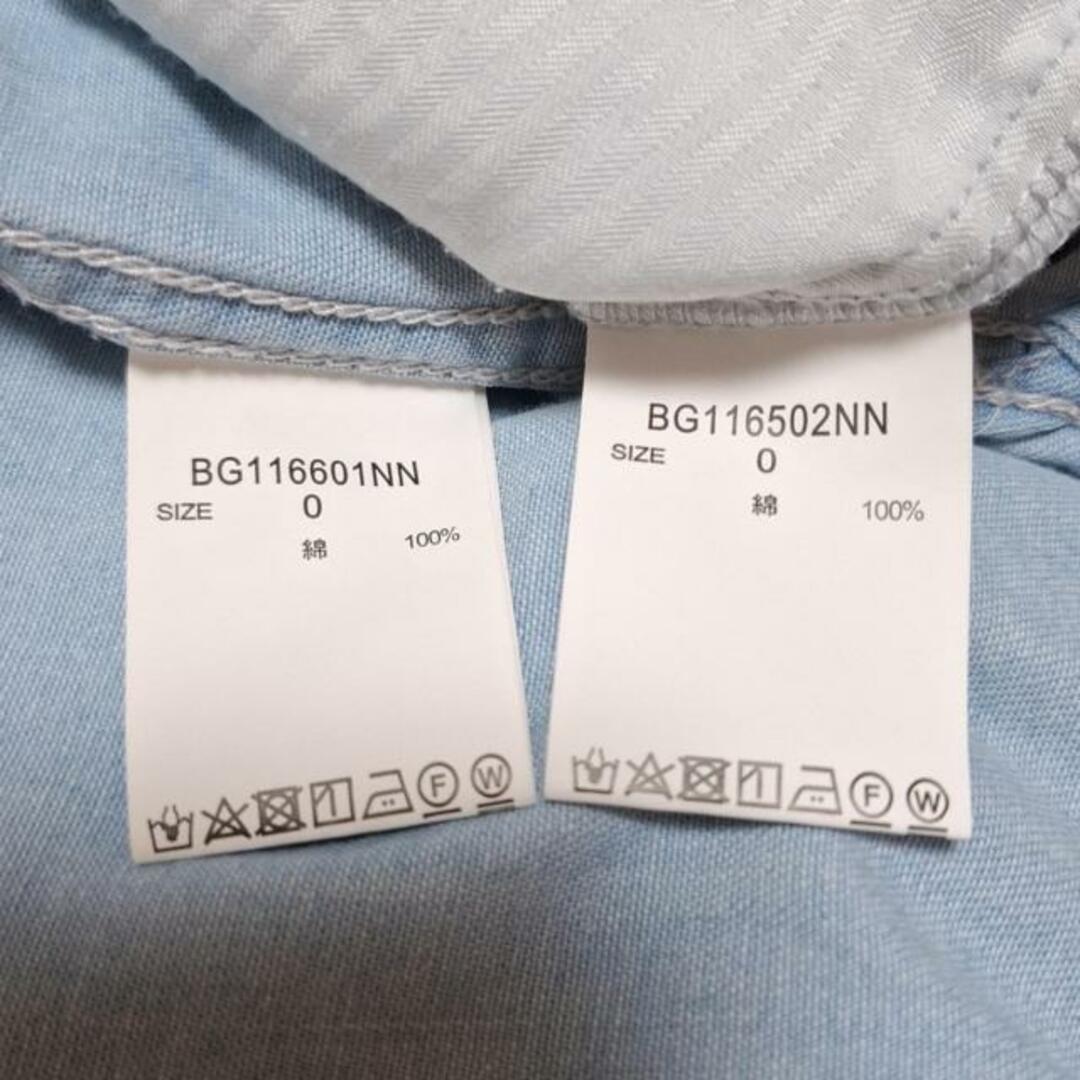 BG116601NN
SIZE 0
綿 100%
F W
BG116502NN
SIZE 0
綿 100%
F W